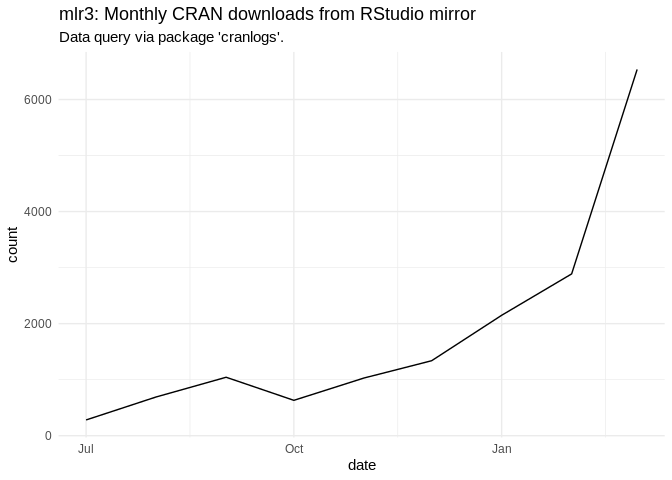 mlr3: Monthly CRAN downloads from RStudio mirror
Data query via package 'cranlogs'.
6000
4000
count
2000
0
Jul Oct Jan
date